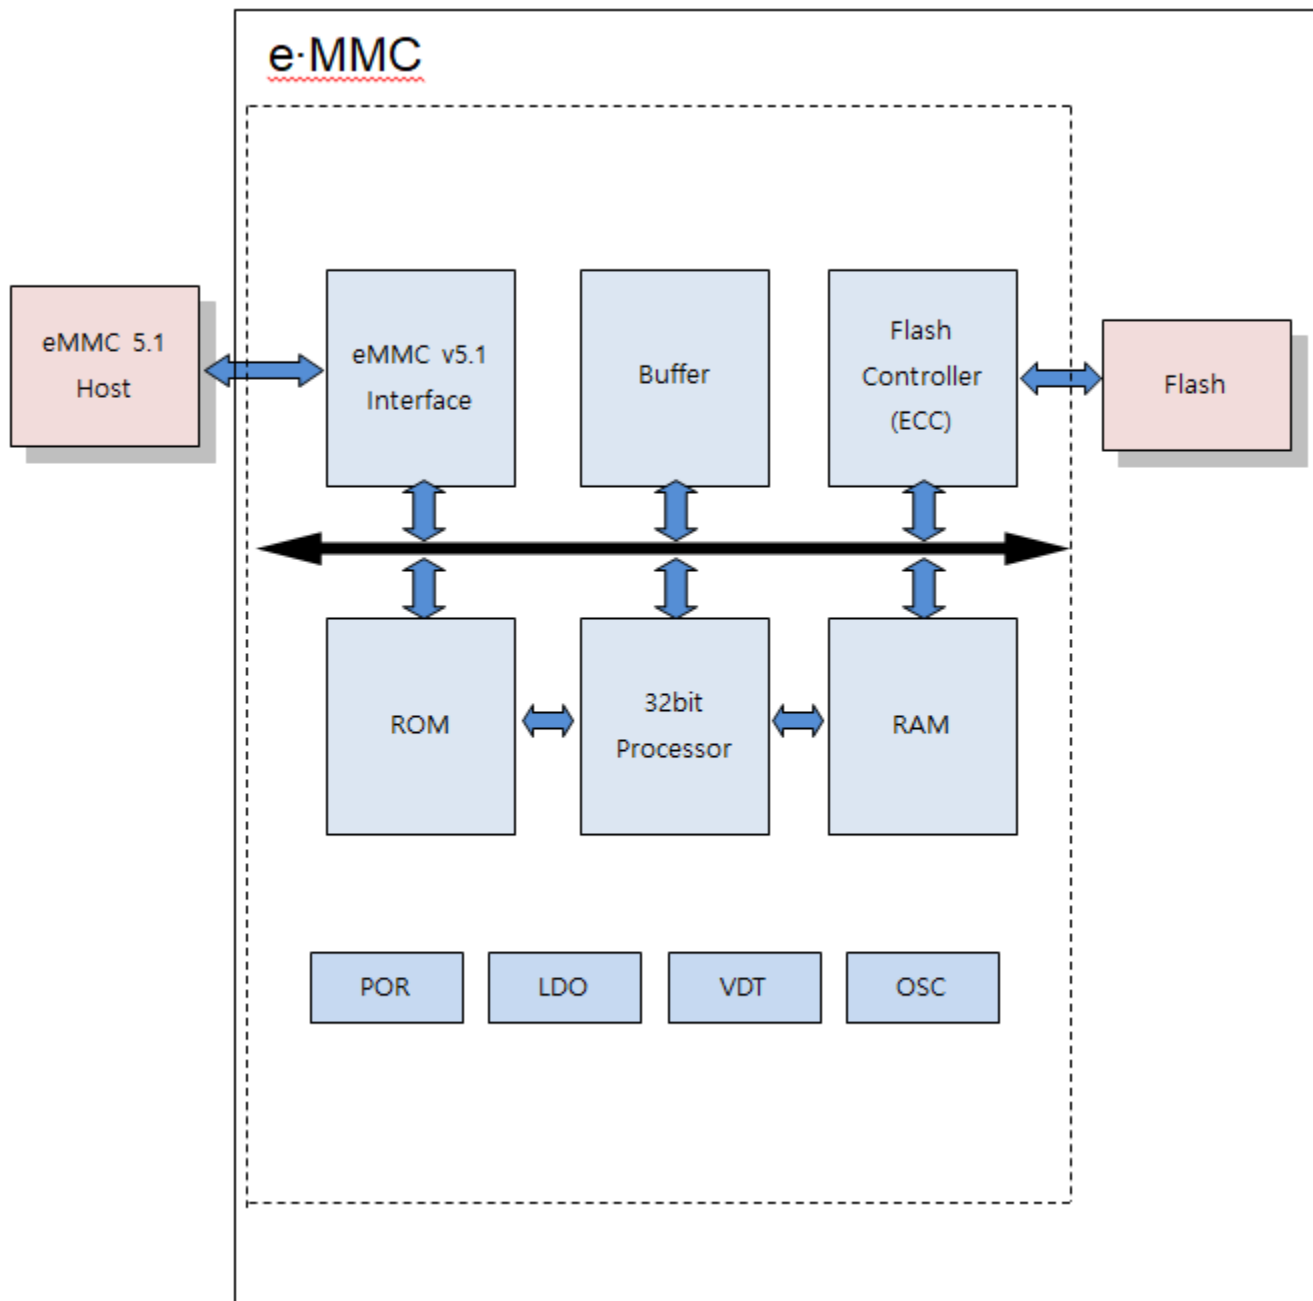 e·MMC
eMMC 5.1
Host
eMMC v5.1
Interface
Buffer
Flash
Controller
(ECC)
Flash
ROM
32bit
Processor
RAM
POR
LDO
VDT
OSC